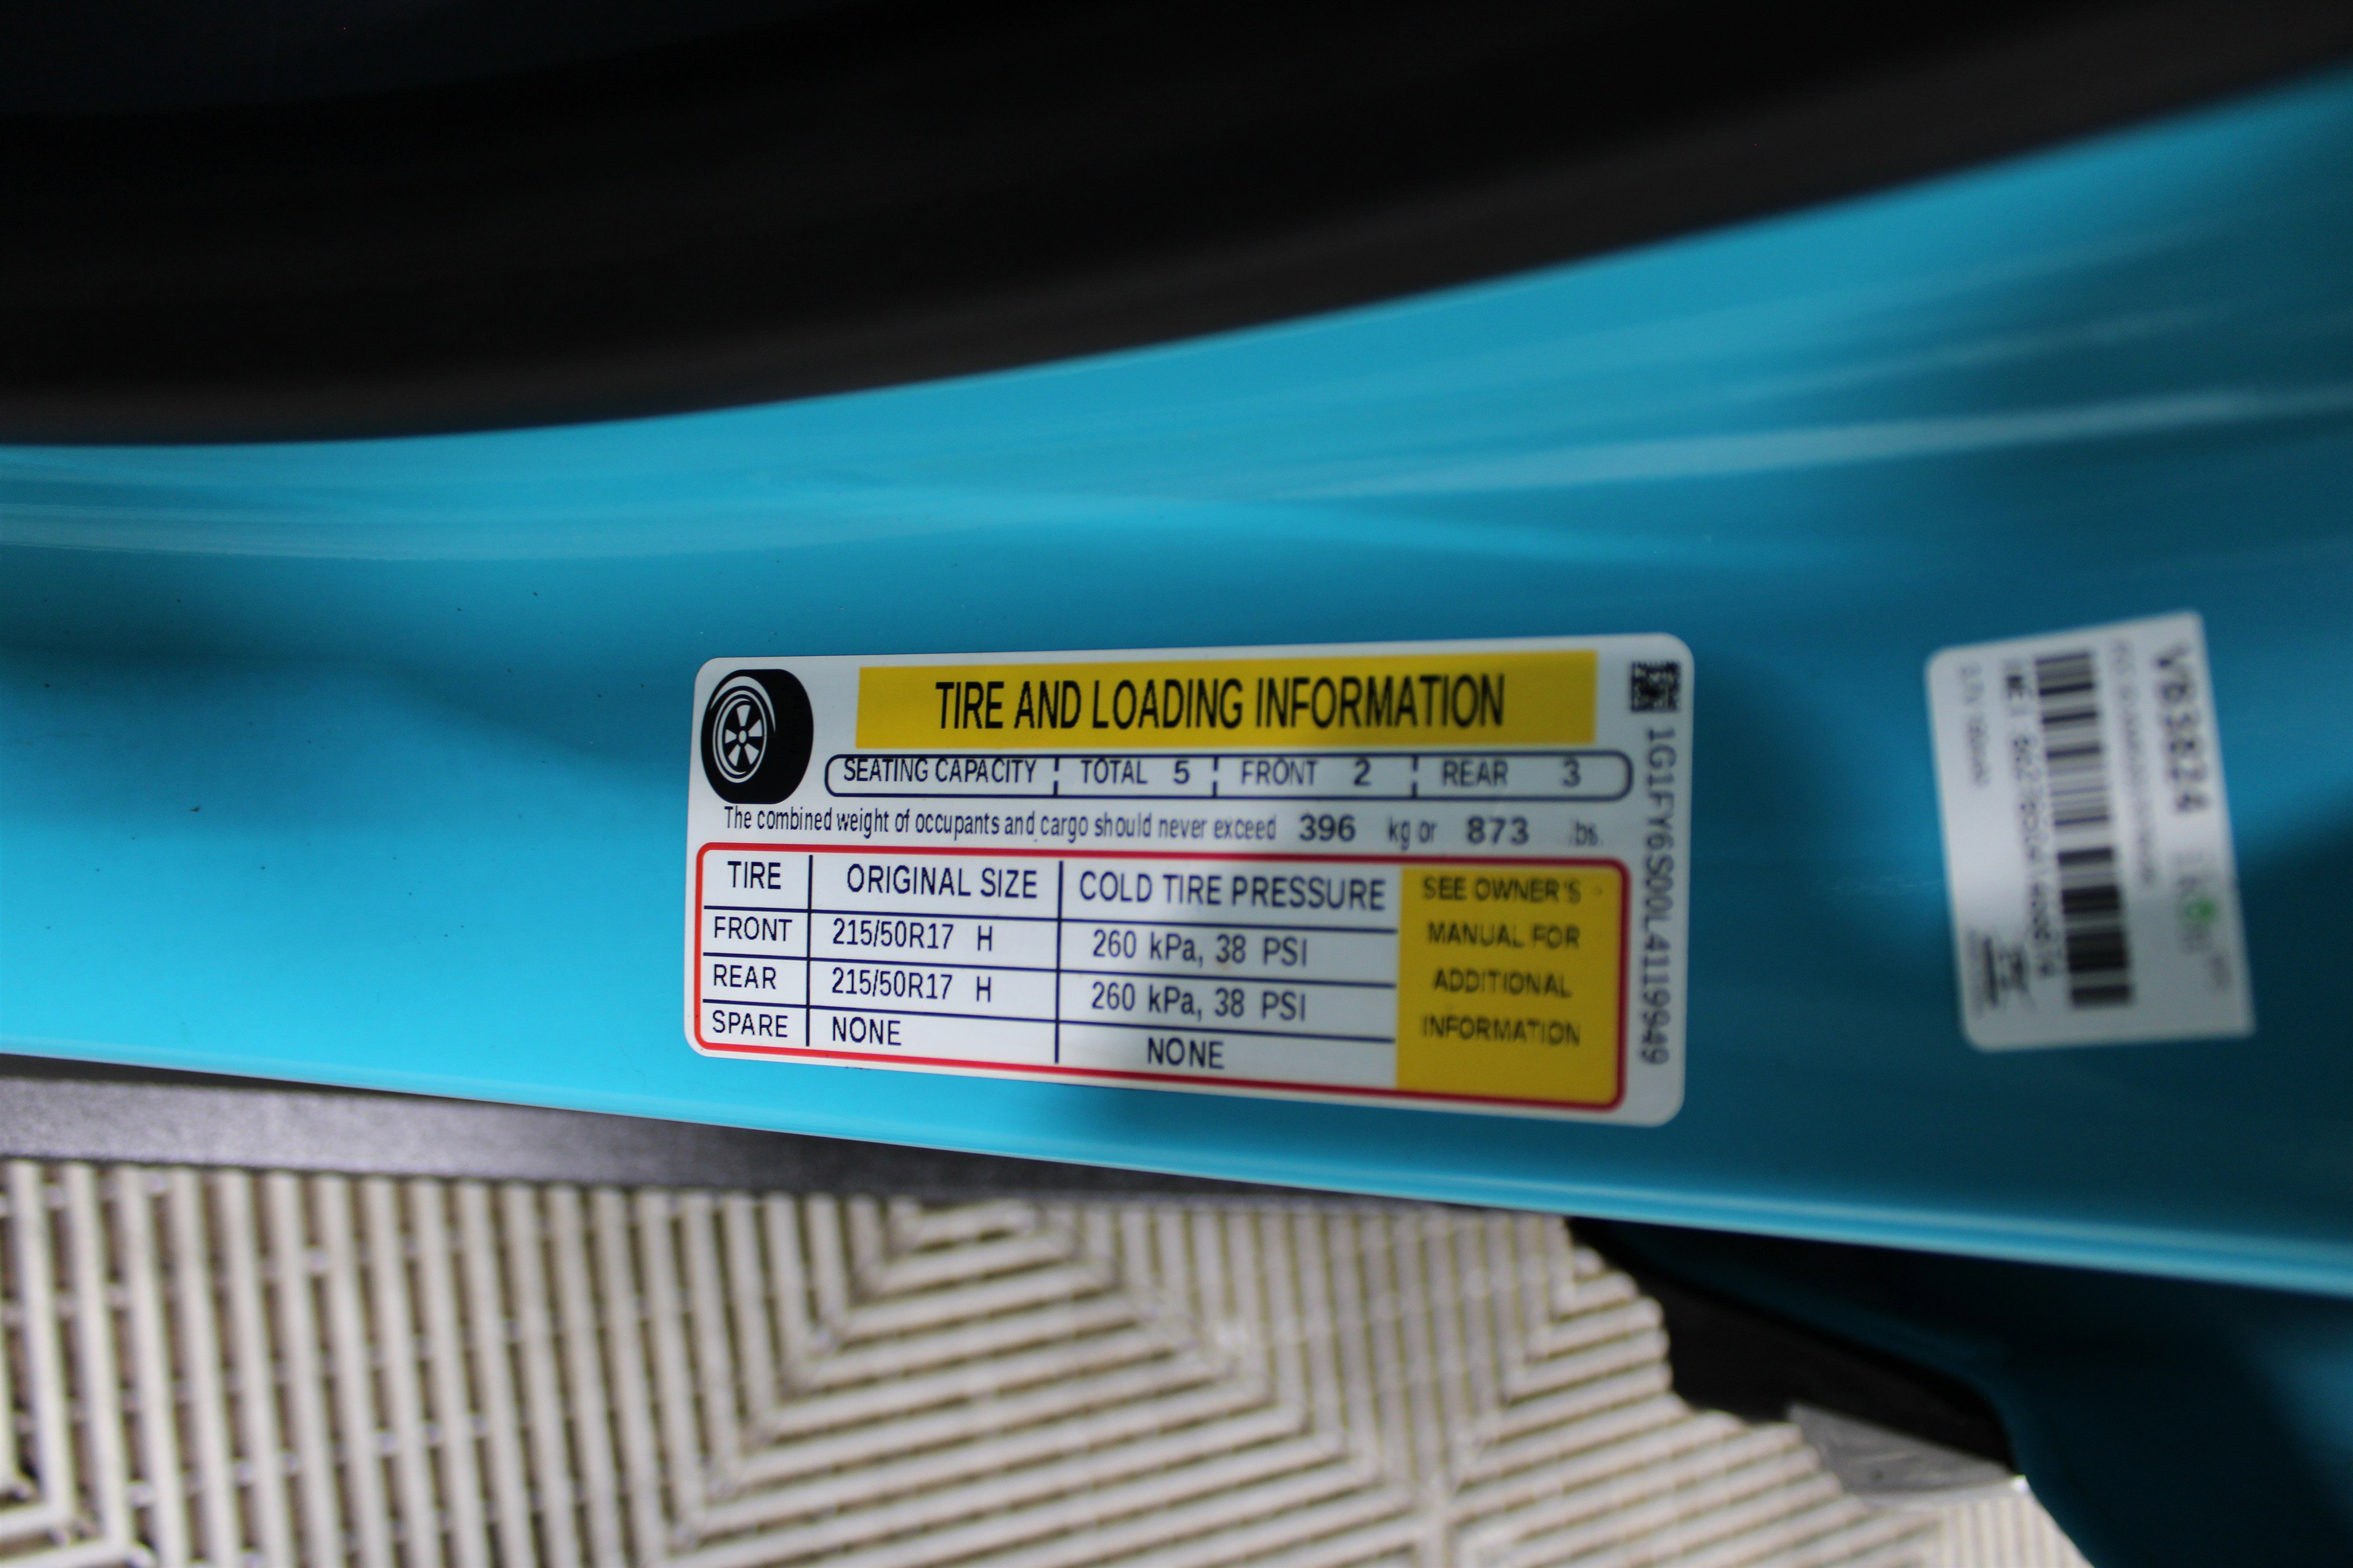 TIRE AND LOADING INFORMATION
SEATING CAPACITY TOTAL 5 FRONT 2 REAR 3
The combined weight of occupants and cargo should never exceed 396 kg or 873 lbs.
TIRE ORIGINAL SIZE COLD TIRE PRESSURE
FRONT 215/50R17 H 260 kPa, 38 PSI
REAR 215/50R17 H 260 kPa, 38 PSI
SPARE NONE NONE
SEE OWNER'S
MANUAL FOR
ADDITIONAL
INFORMATION
1G1FY6S00L4119949